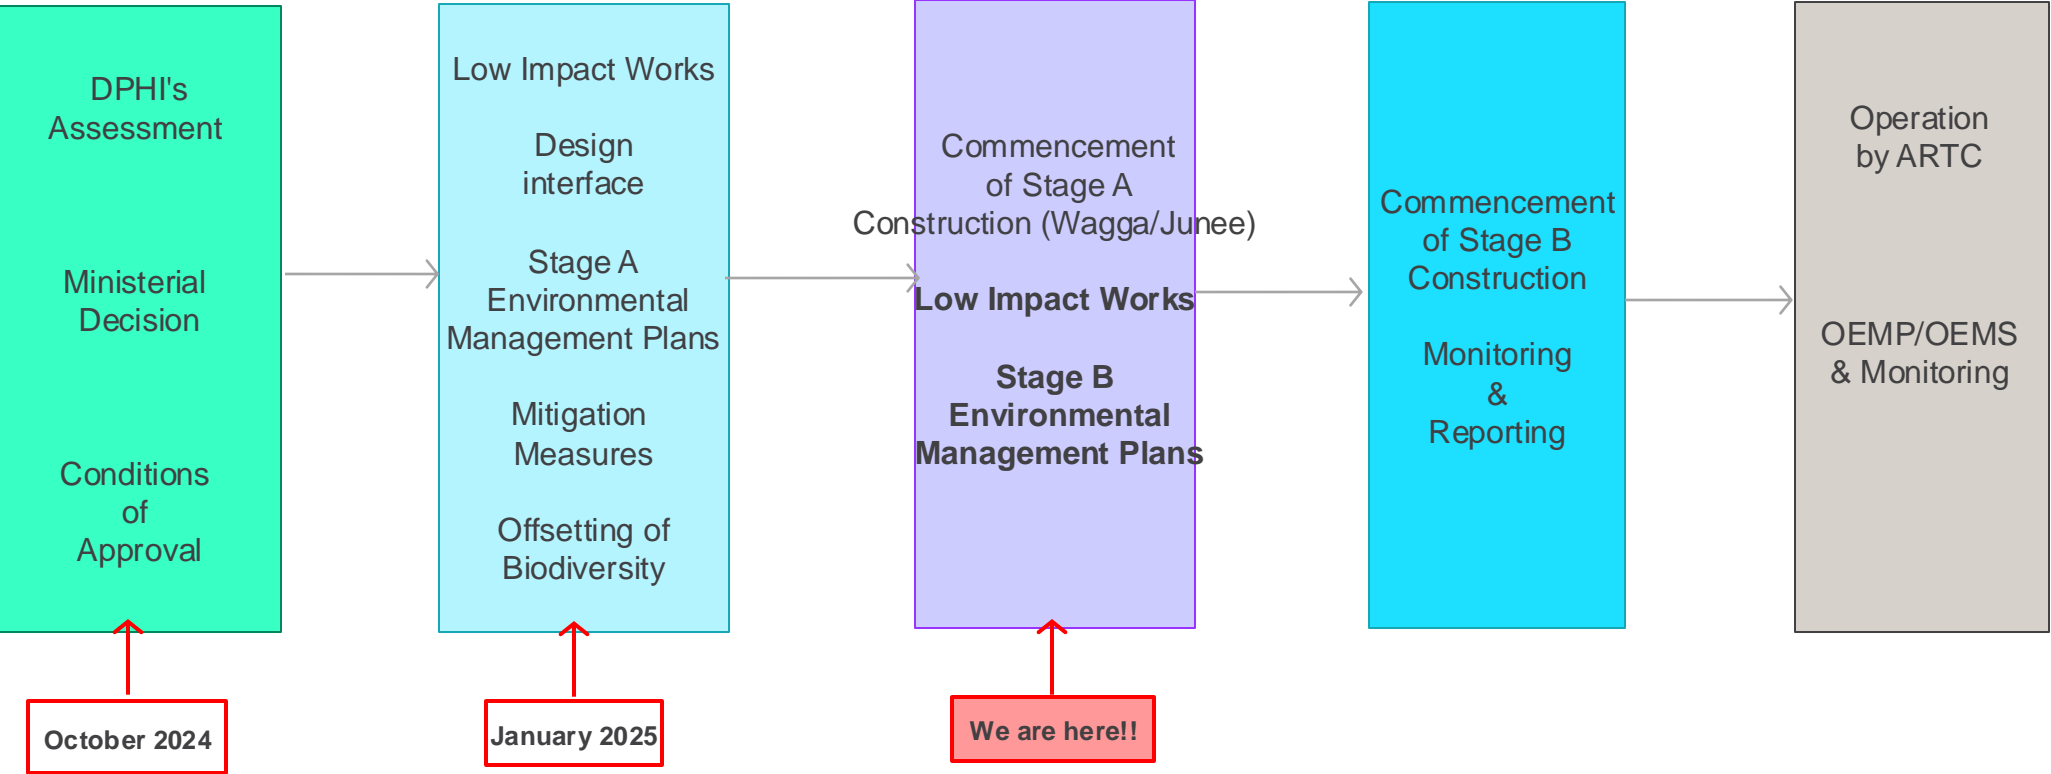 DPHI's
Assessment
Ministerial
Decision
Conditions
of
Approval
October 2024
Low Impact Works
Design
interface
Stage A
Environmental
Management Plans
Mitigation
Measures
Offsetting of
Biodiversity
January 2025
Commencement
of Stage A
Construction (Wagga/Junee)
Low Impact Works
Stage B
Environmental
Management Plans
We are here!!
Commencement
of Stage B
Construction
Monitoring
&
Reporting
Operation
by ARTC
OEMP/OEMS
& Monitoring